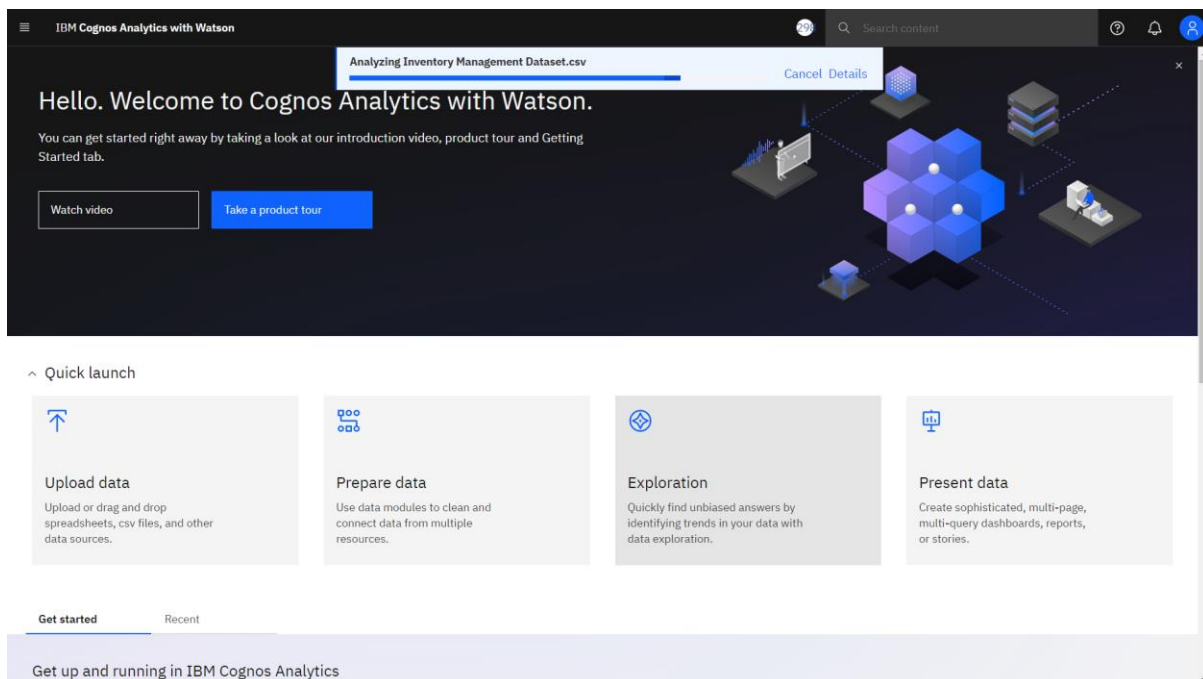 IBM Cognos Analytics with Watson
Search content
Analyzing Inventory Management Dataset.csv
Cancel Details
Hello. Welcome to Cognos Analytics with Watson.
You can get started right away by taking a look at our introduction video, product tour and Getting
Started tab.
Watch video
Take a product tour
Quick launch
Upload data
Upload or drag and drop
spreadsheets, csv files, and other
data sources.
Prepare data
Use data modules to clean and
connect data from multiple
resources.
Exploration
Quickly find unbiased answers by
identifying trends in your data with
data exploration.
Present data
Create sophisticated, multi-page,
multi-query dashboards, reports,
or stories.
Get started
Recent
Get up and running in IBM Cognos Analytics